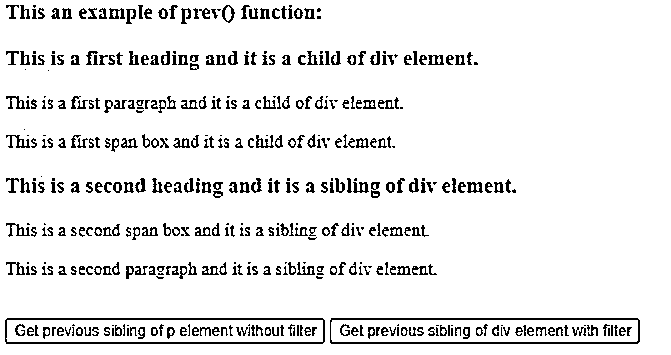 This an example of prev() function:
This is a first heading and it is a child of div element.
This is a first paragraph and it is a child of div element.
This is a first span box and it is a child of div element.
This is a second heading and it is a sibling of div element.
This is a second span box and it is a sibling of div element.
This is a second paragraph and it is a sibling of div element.
Get previous sibling of p element without filter Get previous sibling of div element with filter